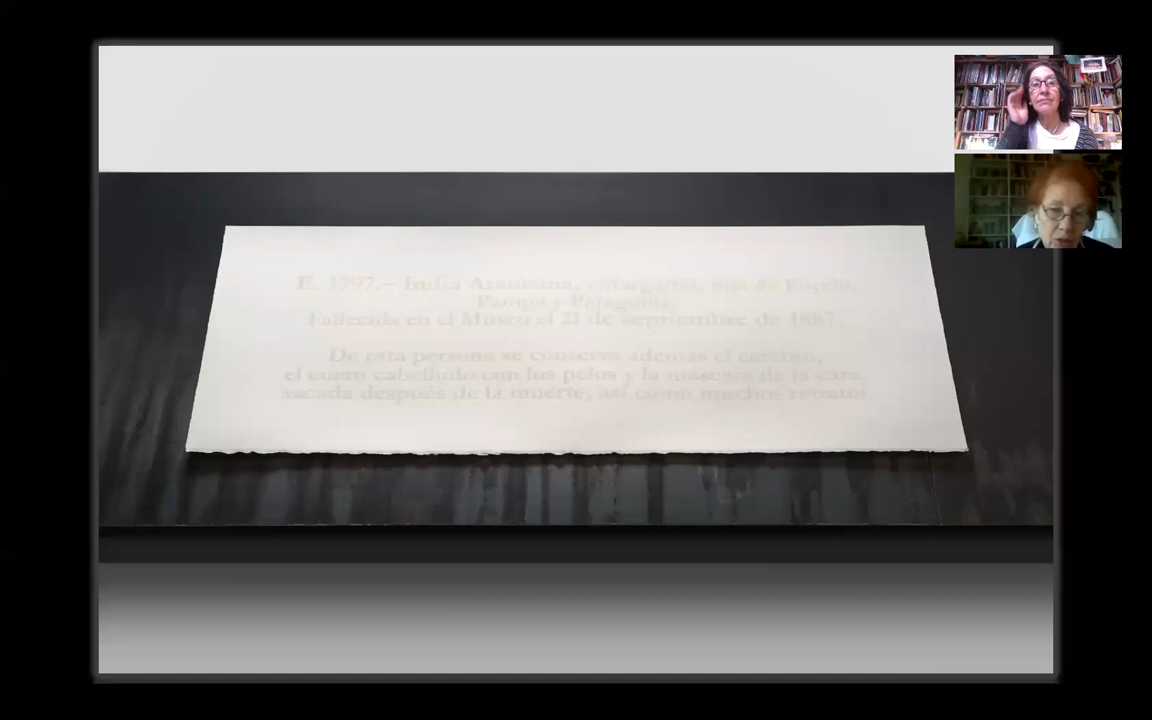 E. 1797.– India Araucana, «Margarita, hija de Foyel»,
Pampa y Patagonia.
Fallecida en el Museo el 21 de septiembre de 1887.
De esta persona se conserva además el cerebro,
el cuero cabelludo con los pelos y la máscara de la cara,
sacada después de la muerte, así como muchos retratos